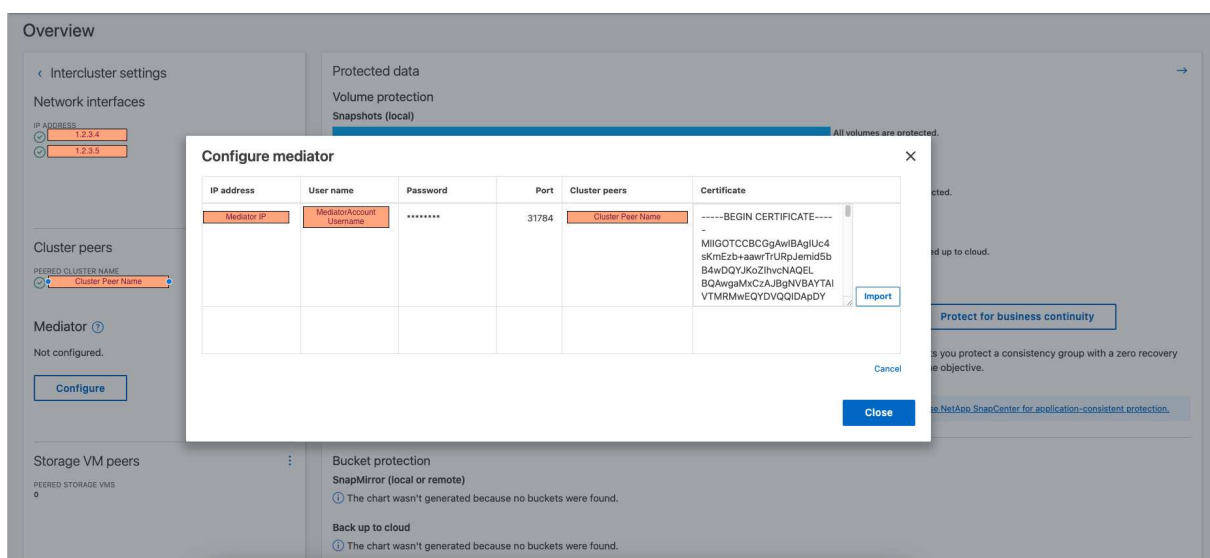 Overview
Intercluster settings
Network interfaces
IP ADDRESS
1.2.3.4
1.2.3.5
Cluster peers
PEERED CLUSTER NAME
Cluster Peer Name
Mediator
Not configured.
Configure
Storage VM peers
PEERED STORAGE VMS
0
Protected data
Volume protection
Snapshots (local)
All volumes are protected.
cted.
ed up to cloud.
Protect for business continuity
s you protect a consistency group with a zero recovery
e objective.
se NetApp SnapCenter for application-consistent protection.
Bucket protection
SnapMirror (local or remote)
The chart wasn't generated because no buckets were found.
Back up to cloud
The chart wasn't generated because no buckets were found.
Configure mediator
IP address User name Password Port Cluster peers Certificate
Mediator IP
MediatorAccount
Username
********
31784
Cluster Peer Name
-----BEGIN CERTIFICATE----
-
MIIGOTCCBCGgAwIBAgIUc4
sKmEzb+aawrTrURpJemid5b
B4wDQYJKoZIhvcNAQEL
BQAwgaMxCzAJBgNVBAYTAl
VTMRMwEQYDVQQIDApDY
Import
Cancel
Close